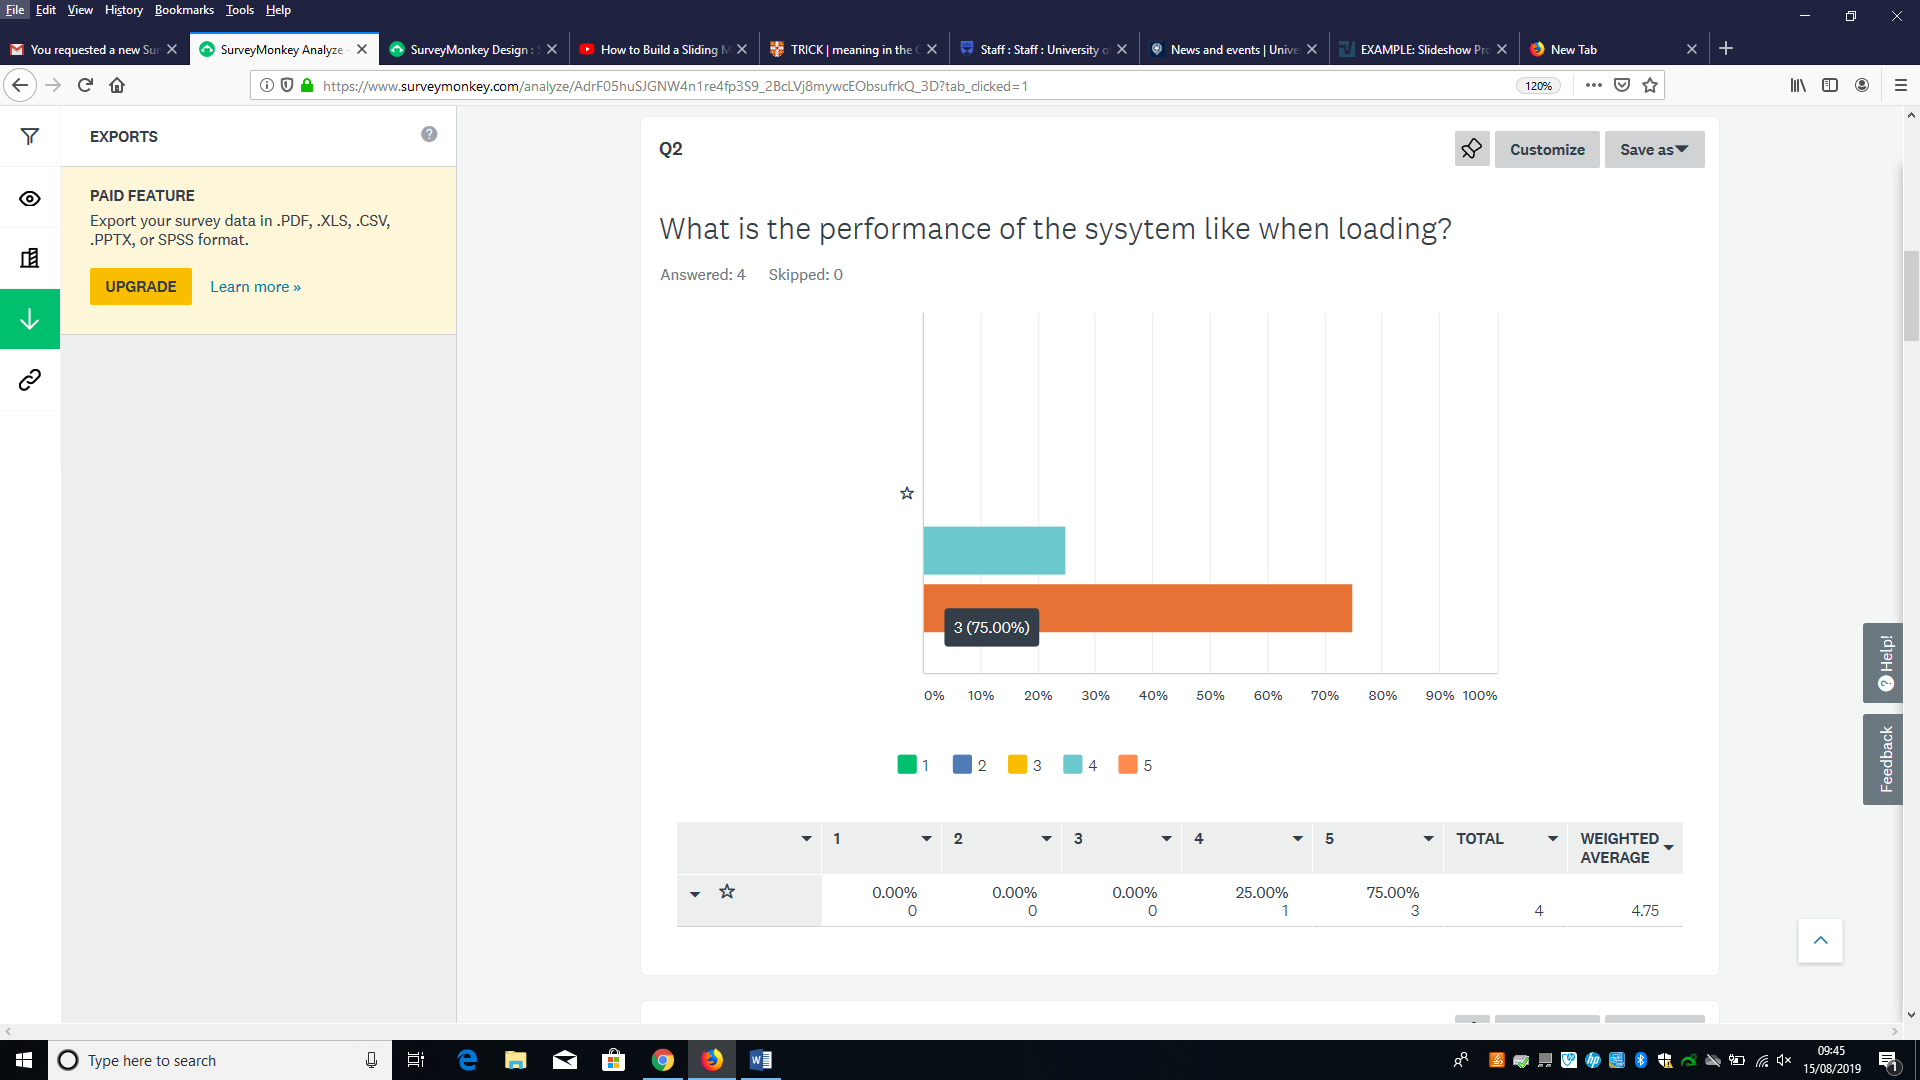 File Edit View History Bookmarks Tools Help
You requested a new Sur
SurveyMonkey Analyze -
SurveyMonkey Design : S
How to Build a Sliding M
TRICK | meaning in the C
Staff : Staff : University o
News and events | Unive
EXAMPLE: Slideshow Pro
New Tab
https://www.surveymonkey.com/analyze/AdrF05huSJGNW4n1re4fp3S9_2BcLVj8mywcEObsufrkQ_3D?tab_clicked=1
120%
EXPORTS
?
PAID FEATURE
Export your survey data in .PDF, .XLS, .CSV,
.PPTX, or SPSS format.
UPGRADE Learn more »
Q2
Customize Save as
What is the performance of the sysytem like when loading?
Answered: 4 Skipped: 0
3 (75.00%)
0% 10% 20% 30% 40% 50% 60% 70% 80% 90% 100%
1 2 3 4 5
1 2 3 4 5 TOTAL WEIGHTED
AVERAGE
0.00% 0.00% 0.00% 25.00% 75.00%
0 0 0 1 3 4 4.75
? Help!
Feedback
Type here to search
09:45
15/08/2019
1